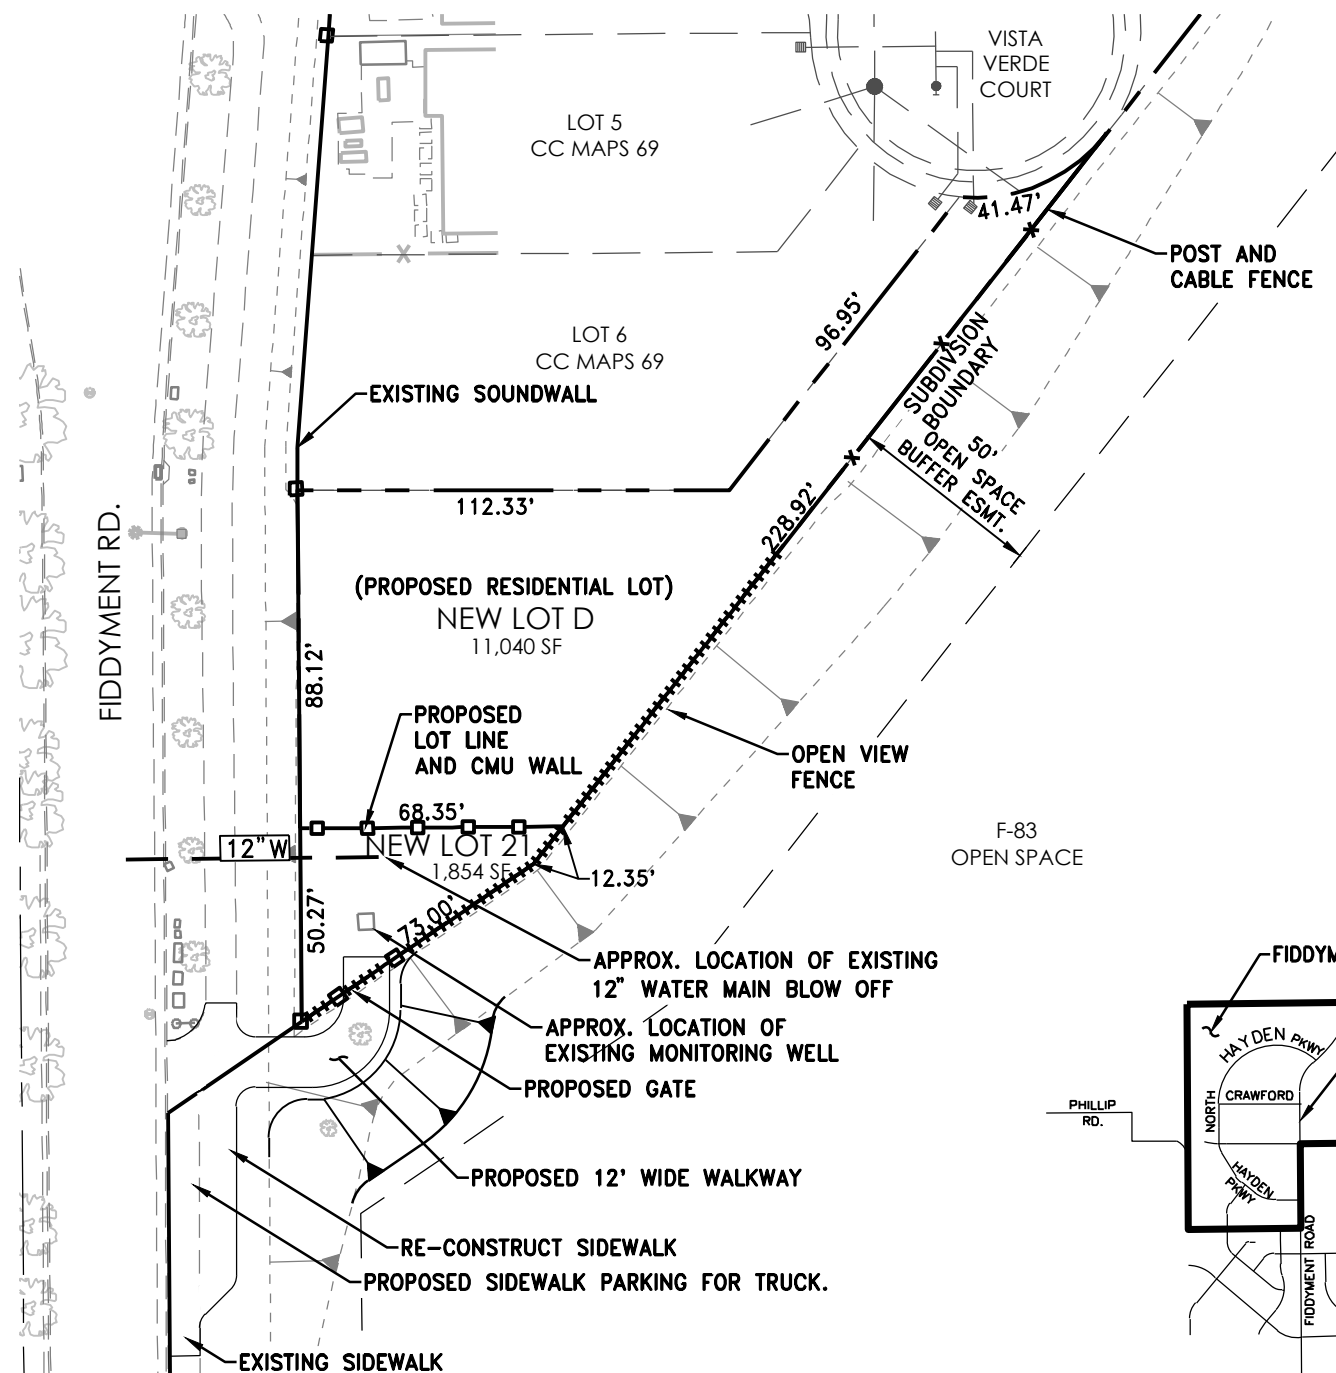 VISTA
VERDE
COURT
LOT 5
CC MAPS 69
41.47'
POST AND
CABLE FENCE
LOT 6
CC MAPS 69
96.95'
SUBDIVISION
BOUNDARY
EXISTING SOUNDWALL
50'
OPEN SPACE
BUFFER ESMT.
112.33'
228.92'
FIDDYMENT RD.
(PROPOSED RESIDENTIAL LOT)
NEW LOT D
11,040 SF
88.12'
PROPOSED
LOT LINE
AND CMU WALL
OPEN VIEW
FENCE
68.35'
12"W
NEW LOT 21
1,854 SF
12.35'
F-83
OPEN SPACE
50.27'
73.00'
APPROX. LOCATION OF EXISTING
12" WATER MAIN BLOW OFF
APPROX. LOCATION OF
EXISTING MONITORING WELL
PROPOSED GATE
PROPOSED 12' WIDE WALKWAY
RE-CONSTRUCT SIDEWALK
PROPOSED SIDEWALK PARKING FOR TRUCK.
EXISTING SIDEWALK
FIDDYM
HAYDEN PKWY
PHILLIP
RD.
NORTH
CRAWFORD
HAYDEN
PKWY
FIDDYMENT ROAD